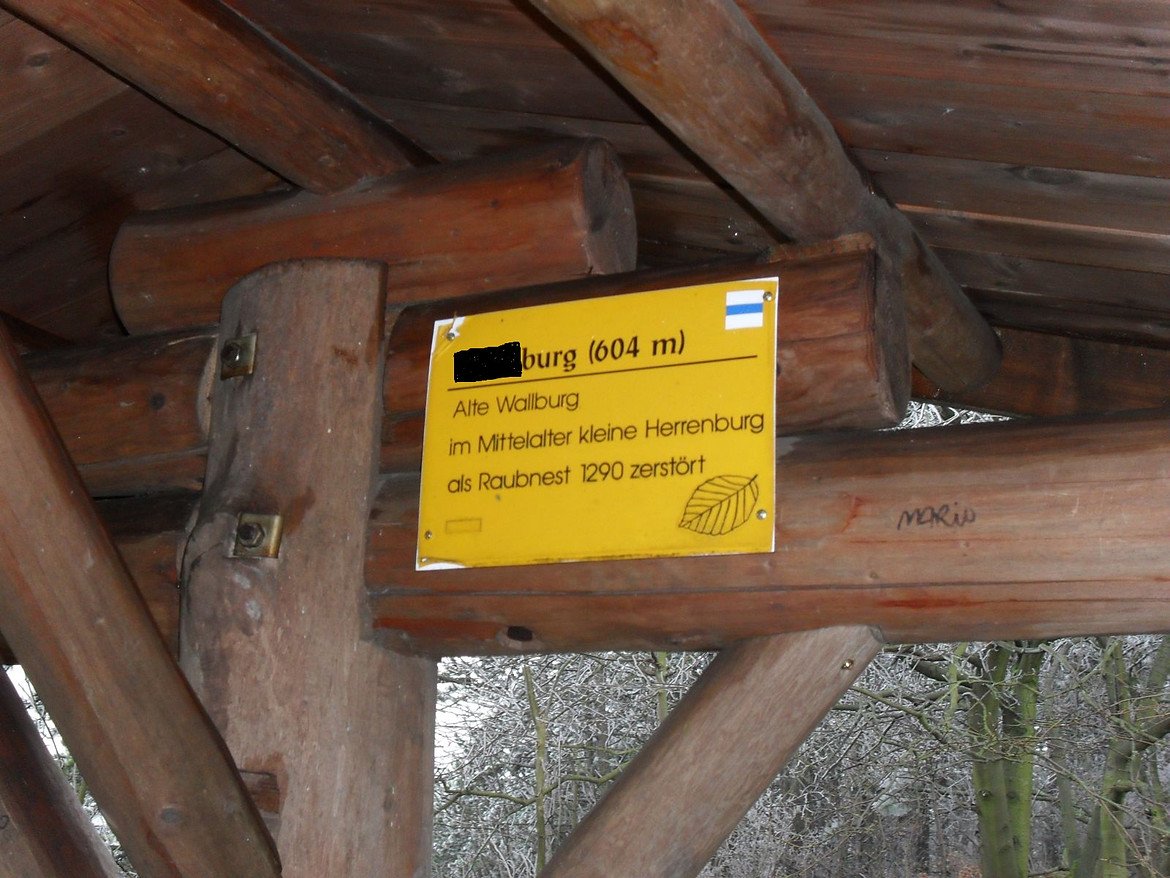 burg (604 m)
Alte Wallburg
im Mittelalter kleine Herrenburg
als Raubnest 1290 zerstört
MARIO